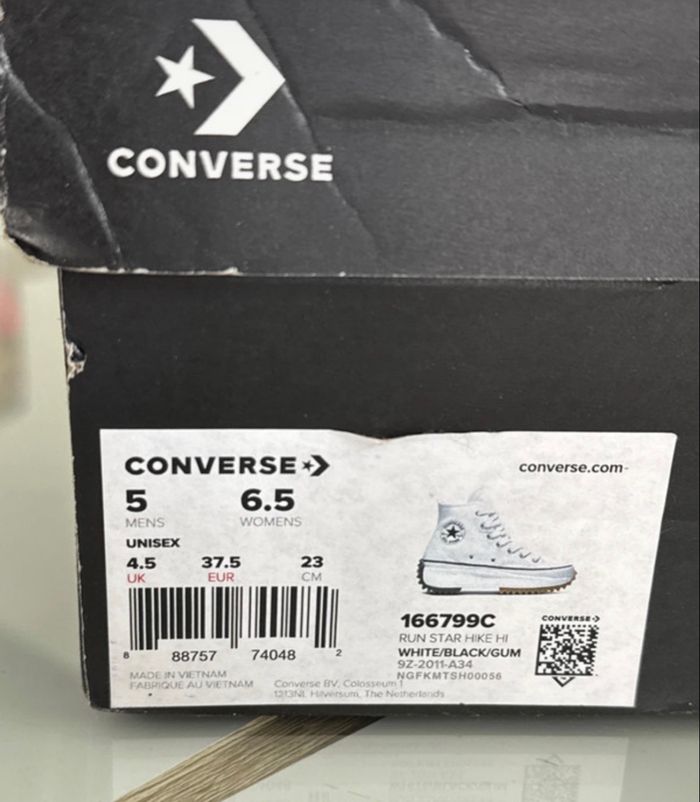 CONVERSE
CONVERSE
converse.com
5 6.5
MENS WOMENS
UNISEX
4.5 37.5 23
UK EUR CM
8 88757 74048 2
MADE IN VIETNAM
FABRIQUE AU VIETNAM
Converse BV, Colosseum 1
1213NL Hilversum, The Netherlands
166799C
RUN STAR HIKE HI
WHITE/BLACK/GUM
9Z-2011-A34
NGFKMTSH00056
CONVERSE